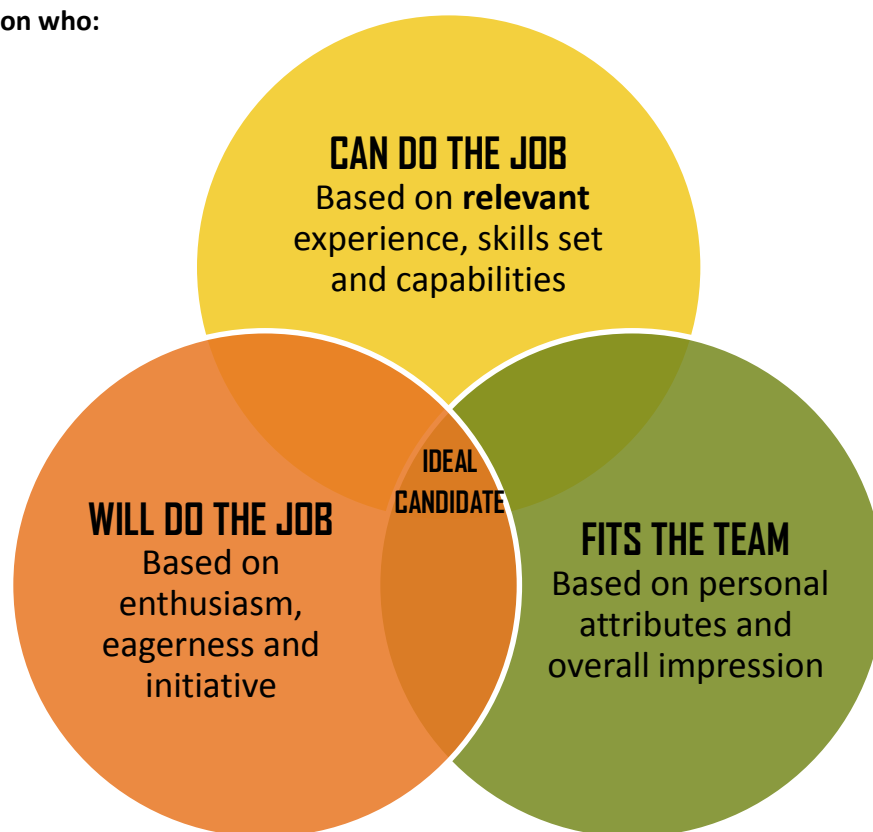 on who:
CAN DO THE JOB
Based on relevant
experience, skills set
and capabilities
IDEAL
CANDIDATE
WILL DO THE JOB
Based on
enthusiasm,
eagerness and
initiative
FITS THE TEAM
Based on personal
attributes and
overall impression